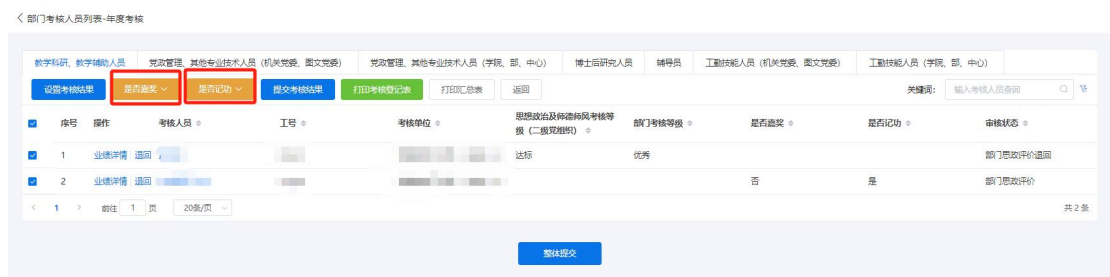 部门考核人员列表-年度考核
教学科研、教学辅助人员 党政管理、其他专业技术人员（机关党委、图文党委） 党政管理、其他专业技术人员（学院、部、中心） 博士后研究人员 辅导员 工勤技能人员（机关党委、图文党委） 工勤技能人员（学院、部、中心）
设置考核结果 是否嘉奖 是否记功 提交考核结果 打印考核登记表 打印汇总表 返回 关键词： 输入考核人员查询
序号 操作 考核人员 工号 考核单位 思想政治及师德师风考核等
级（二级党组织） 部门考核等级 是否嘉奖 是否记功 审核状态
1 业绩详情 退回 达标 优秀 部门思政评价退回
2 业绩详情 退回 否 是 部门思政评价
< 1 > 前往 1 页 20条/页 共 2 条
整体提交